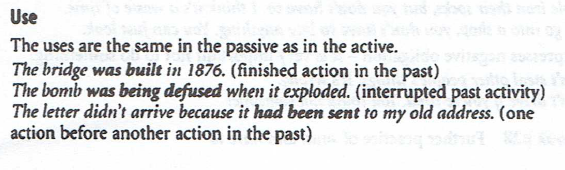 Use
The uses are the same in the passive as in the active.
The bridge was built in 1876. (finished action in the past)
The bomb was being defused when it exploded. (interrupted past activity)
The letter didn't arrive because it had been sent to my old address. (one
action before another action in the past)